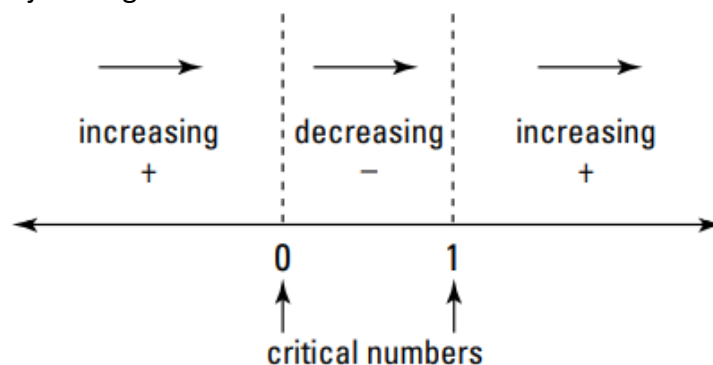 increasing decreasing increasing
+ − +
0 1
critical numbers